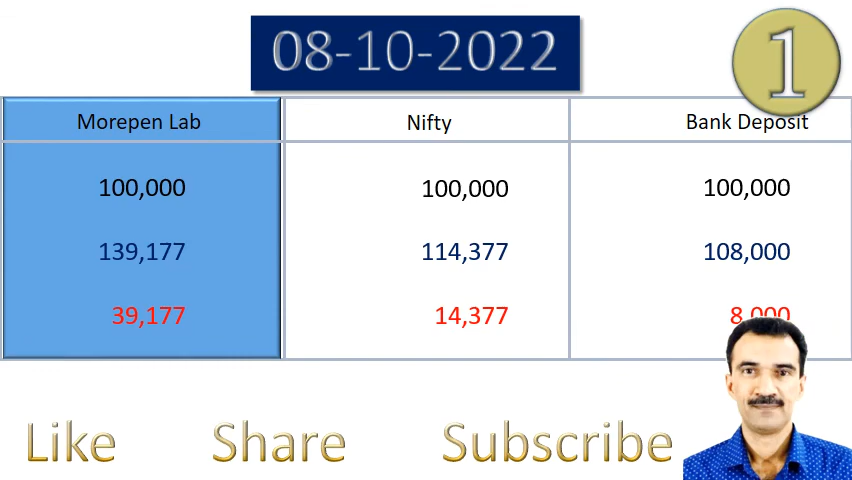 08-10-2022
1
Morepen Lab Nifty Bank Deposit
100,000 100,000 100,000
139,177 114,377 108,000
39,177 14,377 8,000
Like Share Subscribe